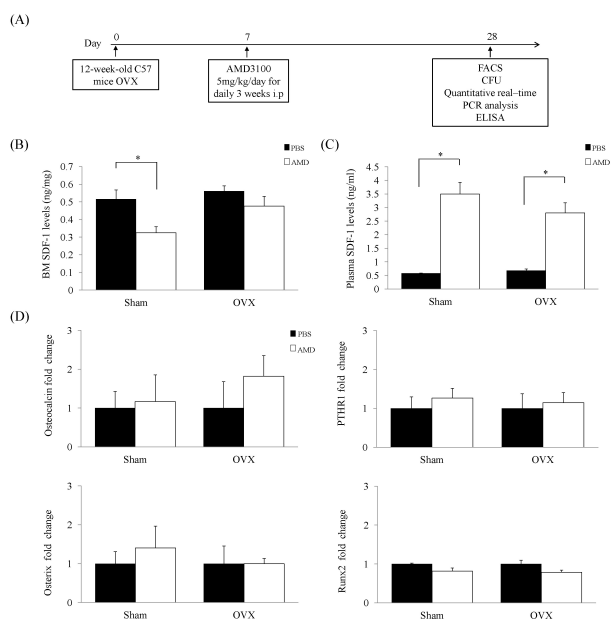 (A)
Day 0 7 28
12-week-old C57
mice OVX
AMD3100
5mg/kg/day for
daily 3 weeks i.p
FACS
CFU
Quantitative real–time
PCR analysis
ELISA
(B)
BM SDF-1 levels (ng/mg)
0.7
0.6
0.5
0.4
0.3
0.2
0.1
0
*
PBS
AMD
Sham OVX
(C)
Plasma SDF-1 levels (ng/ml)
4.5
4
3.5
3
2.5
2
1.5
1
0.5
0
*
*
PBS
AMD
Sham OVX
(D)
Osteocalcin fold change
3
2
1
0
PBS
AMD
Sham OVX
PTHR1 fold change
3
2
1
0
Sham OVX
Osterix fold change
3
2
1
0
Sham OVX
Runx2 fold change
3
2
1
0
Sham OVX